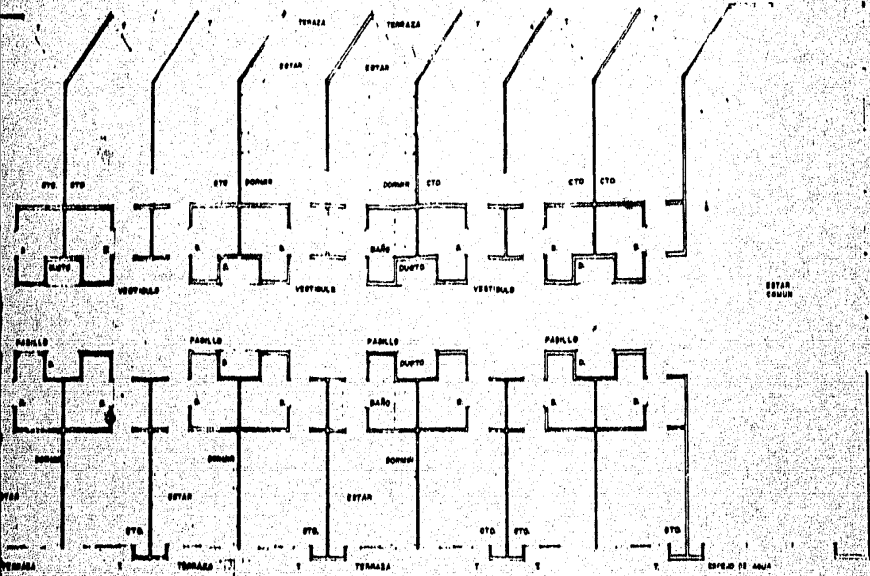 T
T
TERRAZA
TERRAZA
T
T
T
ESTAR
ESTAR
CTO. CTO
CTO DORMIR
DORMIR CTO
CTO CTO.
B.
B.
B.
BAÑO
B.
B.
B.
DUCTO
D.
DUCTO
D.
VESTIBULO
VESTIBULO
VESTIBULO
ESTAR
COMUN
PASILLO
PASILLO
PASILLO
PASILLO
D.
DUCTO
D.
B.
B.
B.
B.
BAÑO
B.
B.
B.
DORMIR
DORMIR
DORMIR
ESTAR
ESTAR
ESTAR
CTO.
CTO.
CTO. CTO.
CTO.
TERRAZA
T
TERRAZA
T
TERRAZA
T
T
T.
ESPEJO DE AGUA